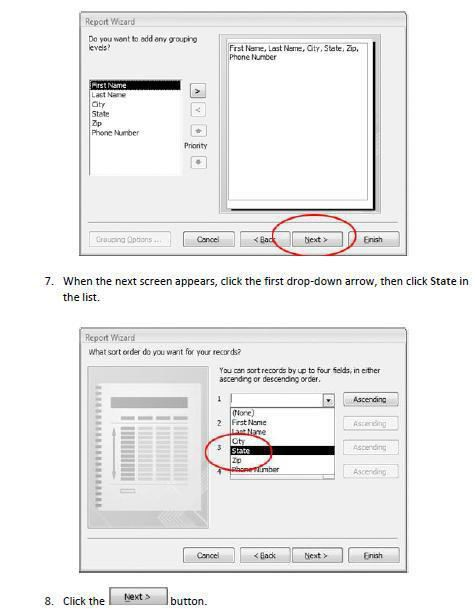 Report Wizard
Do you want to add any grouping
levels?
First Name
Last Name
City
State
Zip
Phone Number
>
<
Priority
First Name, Last Name, City, State, Zip,
Phone Number
Grouping Options ...
Cancel
< Back
Next >
Finish
7. When the next screen appears, click the first drop-down arrow, then click State in
the list.
Report Wizard
What sort order do you want for your records?
You can sort records by up to four fields, in either
ascending or descending order.
1
Ascending
(None)
2 First Name
Ascending
Last Name
City
3 State
Ascending
Zip
4 Phone Number
Ascending
Cancel
< Back
Next >
Finish
8. Click the Next > button.